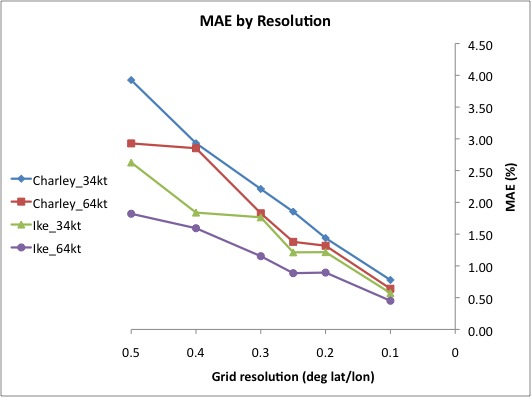 MAE by Resolution
4.50
4.00
3.50
3.00
2.50
2.00
1.50
1.00
0.50
0.00
MAE (%)
Charley_34kt
Charley_64kt
Ike_34kt
Ike_64kt
0.5 0.4 0.3 0.2 0.1 0
Grid resolution (deg lat/lon)